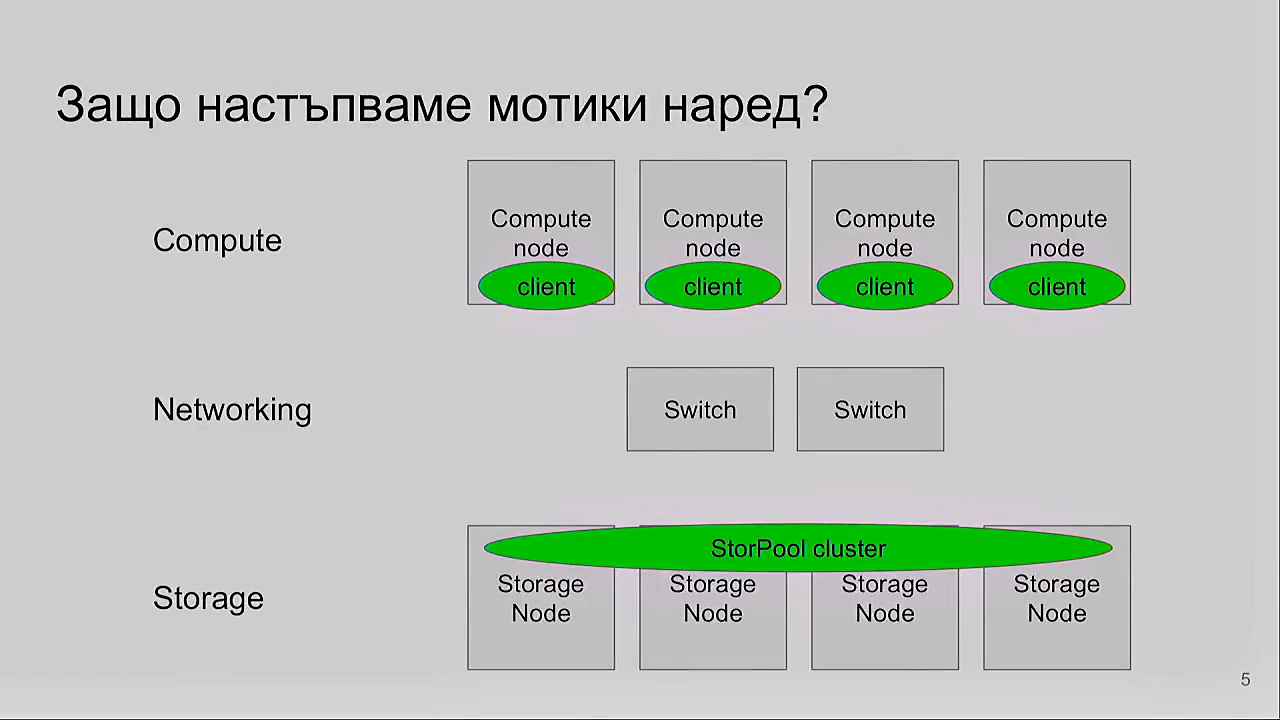 Защо настъпваме мотики наред?
Compute
Compute node
client
Compute node
client
Compute node
client
Compute node
client
Networking
Switch
Switch
StorPool cluster
Storage
Storage Node
Storage Node
Storage Node
Storage Node
5